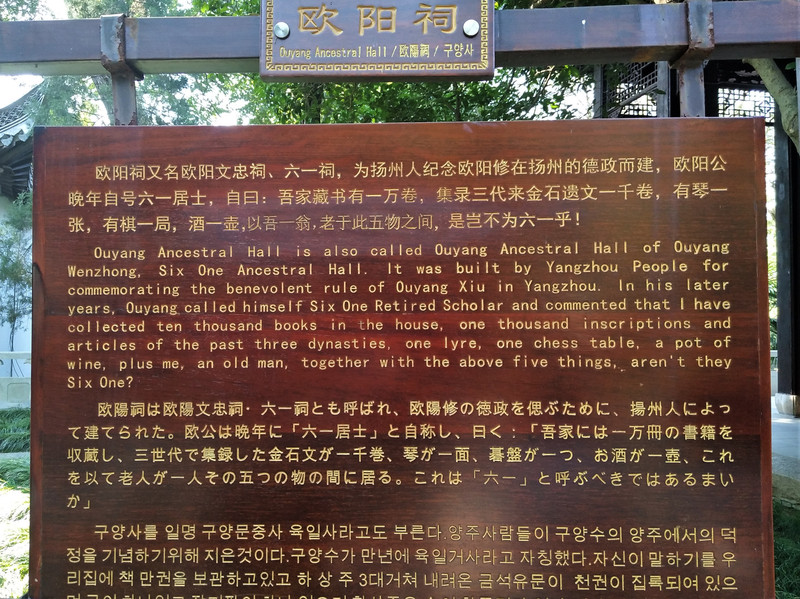 欧阳祠
Ouyang Ancestral Hall / 欧陽祠 / 구양사
欧阳祠又名欧阳文忠祠、六一祠，为扬州人纪念欧阳修在扬州的德政而建，欧阳公
晚年自号六一居士，自曰：吾家藏书有一万卷，集录三代来金石遗文一千卷，有琴一
张，有棋一局，酒一壶,以吾一翁,老于此五物之间，是岂不为六一乎！
Ouyang Ancestral Hall is also called Ouyang Ancestral Hall of Ouyang
Wenzhong, Six One Ancestral Hall. It was built by Yangzhou People for
commemorating the benevolent rule of Ouyang Xiu in Yangzhou. In his later
years, Ouyang called himself Six One Retired Scholar and commented that I have
collected ten thousand books in the house, one thousand inscriptions and
articles of the past three dynasties, one lyre, one chess table, a pot of
wine, plus me, an old man, together with the above five things, aren't they
Six One?
欧陽祠は欧陽文忠祠・六一祠とも呼ばれ、欧陽修の徳政を偲ぶために、揚州人によっ
て建てられた。欧公は晩年に「六一居士」と自称し、曰く：「吾家には一万冊の書籍を
収蔵し、三世代で集録した金石文が一千巻、琴が一面、碁盤が一つ、お酒が一壺、これ
を以て老人が一人その五つの物の間に居る。これは「六一」と呼ぶべきではあるまい
か」
구양사를 일명 구양문중사 육일사라고도 부른다.양주사람들이 구양수의 양주에서의 덕
정을 기념하기위해 지은것이다.구양수가 만년에 육일거사라고 자칭했다.자신이 말하기를 우
리집에 책 만권을 보관하고있고 하 상 주 3대거쳐 내려온 금석유문이 천권이 집록되여 있으